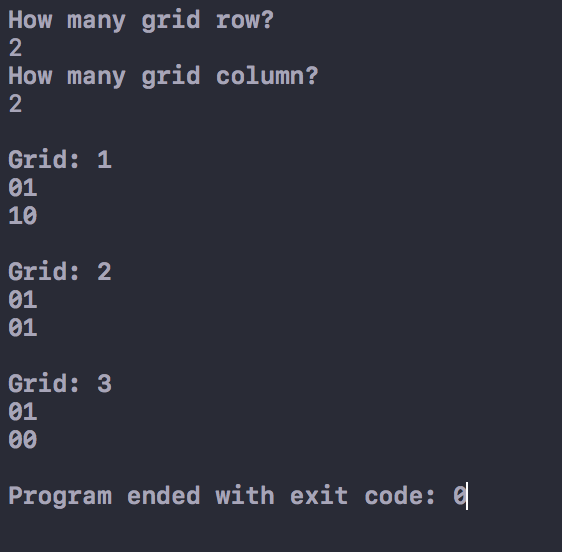 How many grid row?
2
How many grid column?
2
Grid: 1
01
10
Grid: 2
01
01
Grid: 3
01
00
Program ended with exit code: 0